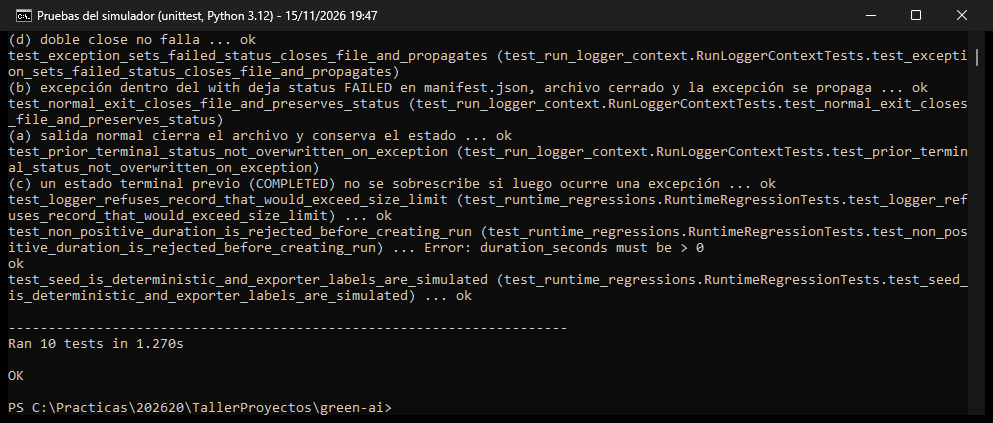 Pruebas del simulador (unittest, Python 3.12) - 15/11/2026 19:47
(d) doble close no falla ... ok
test_exception_sets_failed_status_closes_file_and_propagates (test_run_logger_context.RunLoggerContextTests.test_excepti
on_sets_failed_status_closes_file_and_propagates)
(b) excepción dentro del with deja status FAILED en manifest.json, archivo cerrado y la excepción se propaga ... ok
test_normal_exit_closes_file_and_preserves_status (test_run_logger_context.RunLoggerContextTests.test_normal_exit_closes
_file_and_preserves_status)
(a) salida normal cierra el archivo y conserva el estado ... ok
test_prior_terminal_status_not_overwritten_on_exception (test_run_logger_context.RunLoggerContextTests.test_prior_termin
al_status_not_overwritten_on_exception)
(c) un estado terminal previo (COMPLETED) no se sobrescribe si luego ocurre una excepción ... ok
test_logger_refuses_record_that_would_exceed_size_limit (test_runtime_regressions.RuntimeRegressionTests.test_logger_ref
uses_record_that_would_exceed_size_limit) ... ok
test_non_positive_duration_is_rejected_before_creating_run (test_runtime_regressions.RuntimeRegressionTests.test_non_pos
itive_duration_is_rejected_before_creating_run) ... Error: duration_seconds must be > 0
ok
test_seed_is_deterministic_and_exporter_labels_are_simulated (test_runtime_regressions.RuntimeRegressionTests.test_seed_
is_deterministic_and_exporter_labels_are_simulated) ... ok
----------------------------------------------------------------------
Ran 10 tests in 1.270s
OK
PS C:\Practicas\202620\TallerProyectos\green-ai>